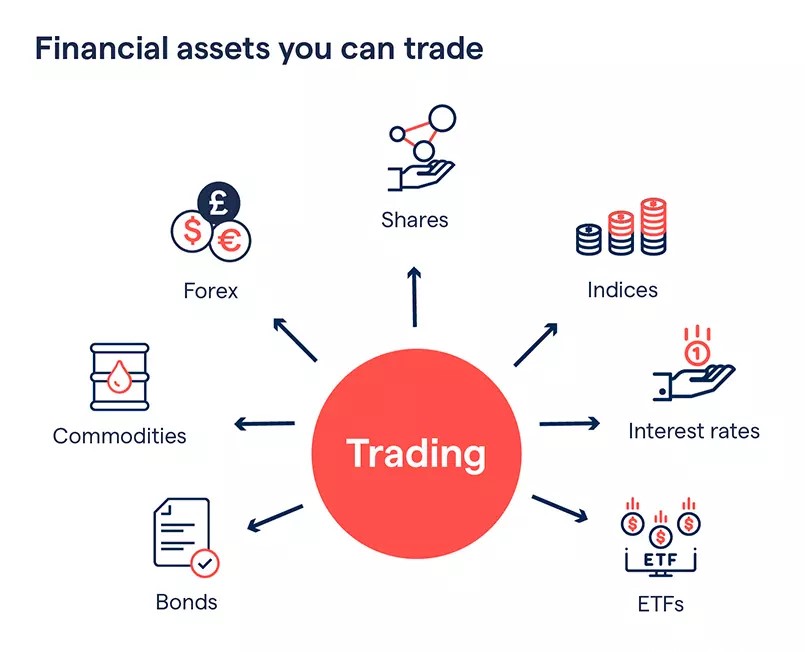 Financial assets you can trade
Shares
£
$
€
Forex
Indices
1
Commodities
Interest rates
Trading
Bonds
$
$
$
ETF
ETFs